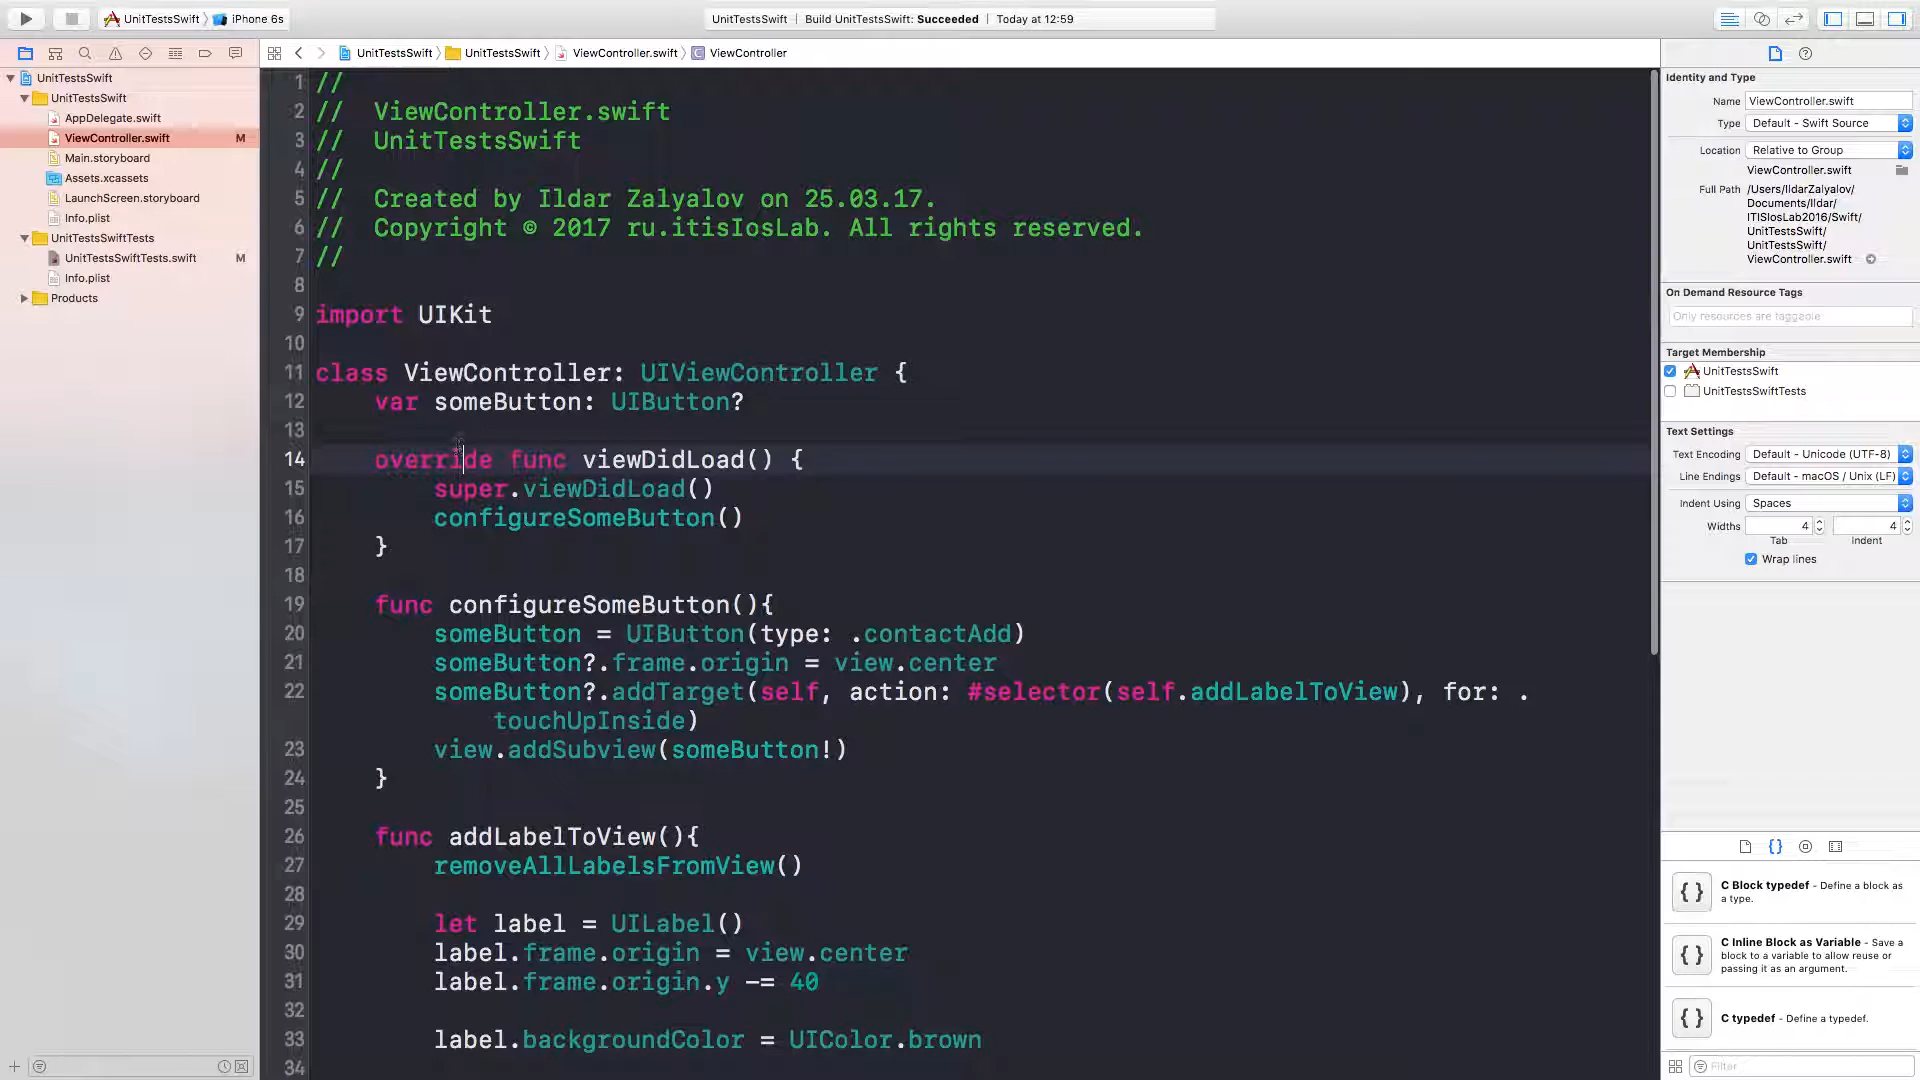 UnitTestsSwift iPhone 6s
UnitTestsSwift Build UnitTestsSwift: Succeeded Today at 12:59
UnitTestsSwift UnitTestsSwift ViewController.swift C ViewController
UnitTestsSwift
UnitTestsSwift
AppDelegate.swift
ViewController.swift M
Main.storyboard
Assets.xcassets
LaunchScreen.storyboard
Info.plist
UnitTestsSwiftTests
UnitTestsSwiftTests.swift M
Info.plist
Products
1 //
2 // ViewController.swift
3 // UnitTestsSwift
4 //
5 // Created by Ildar Zalyalov on 25.03.17.
6 // Copyright © 2017 ru.itisIosLab. All rights reserved.
7 //
8
9 import UIKit
10
11 class ViewController: UIViewController {
12 var someButton: UIButton?
13
14 override func viewDidLoad() {
15 super.viewDidLoad()
16 configureSomeButton()
17 }
18
19 func configureSomeButton(){
20 someButton = UIButton(type: .contactAdd)
21 someButton?.frame.origin = view.center
22 someButton?.addTarget(self, action: #selector(self.addLabelToView), for: .
touchUpInside)
23 view.addSubview(someButton!)
24 }
25
26 func addLabelToView(){
27 removeAllLabelsFromView()
28
29 let label = UILabel()
30 label.frame.origin = view.center
31 label.frame.origin.y -= 40
32
33 label.backgroundColor = UIColor.brown
34
Identity and Type
Name ViewController.swift
Type Default - Swift Source
Location Relative to Group
ViewController.swift
Full Path /Users/IldarZalyalov/
Documents/Ildar/
ITISIosLab2016/Swift/
UnitTestsSwift/
UnitTestsSwift/
ViewController.swift
On Demand Resource Tags
Only resources are taggable
Target Membership
UnitTestsSwift
UnitTestsSwiftTests
Text Settings
Text Encoding Default - Unicode (UTF-8)
Line Endings Default - macOS / Unix (LF)
Indent Using Spaces
Widths 4 4
Tab Indent
Wrap lines
{ } C Block typedef - Define a block as
a type.
{ } C Inline Block as Variable - Save a
block to a variable to allow reuse or
passing it as an argument.
{ } C typedef - Define a typedef.
Filter